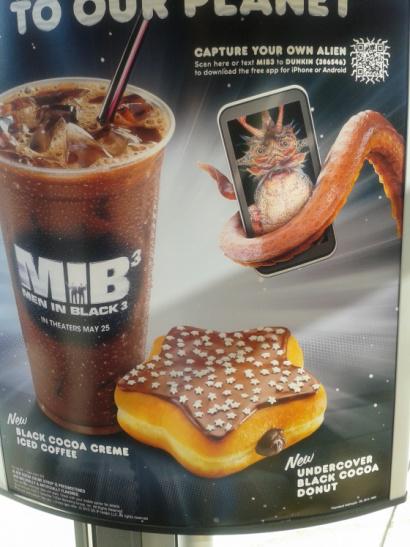 TO OUR PLANET
CAPTURE YOUR OWN ALIEN
Scan here or text MIB3 to DUNKIN (386546)
to download the free app for iPhone or Android
MIB3
MEN IN BLACK 3
IN THEATERS MAY 25
New
BLACK COCOA CREME
ICED COFFEE
New
UNDERCOVER
BLACK COCOA
DONUT